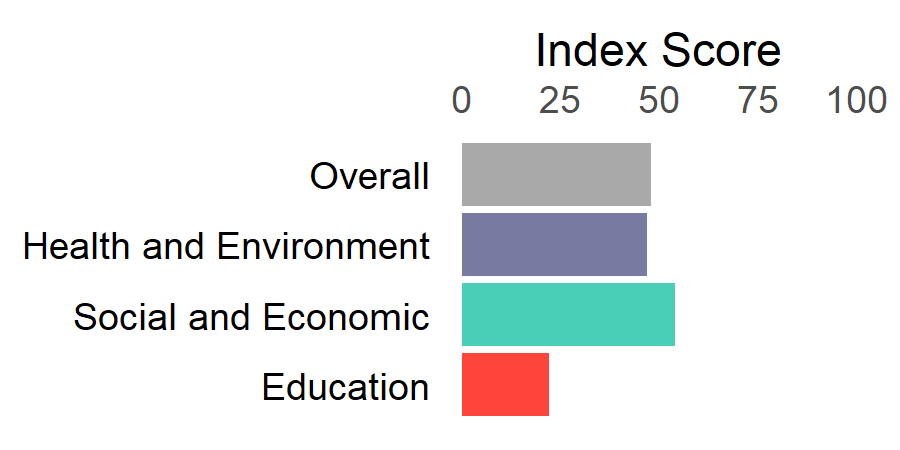 Index Score
0 25 50 75 100
Overall
Health and Environment
Social and Economic
Education